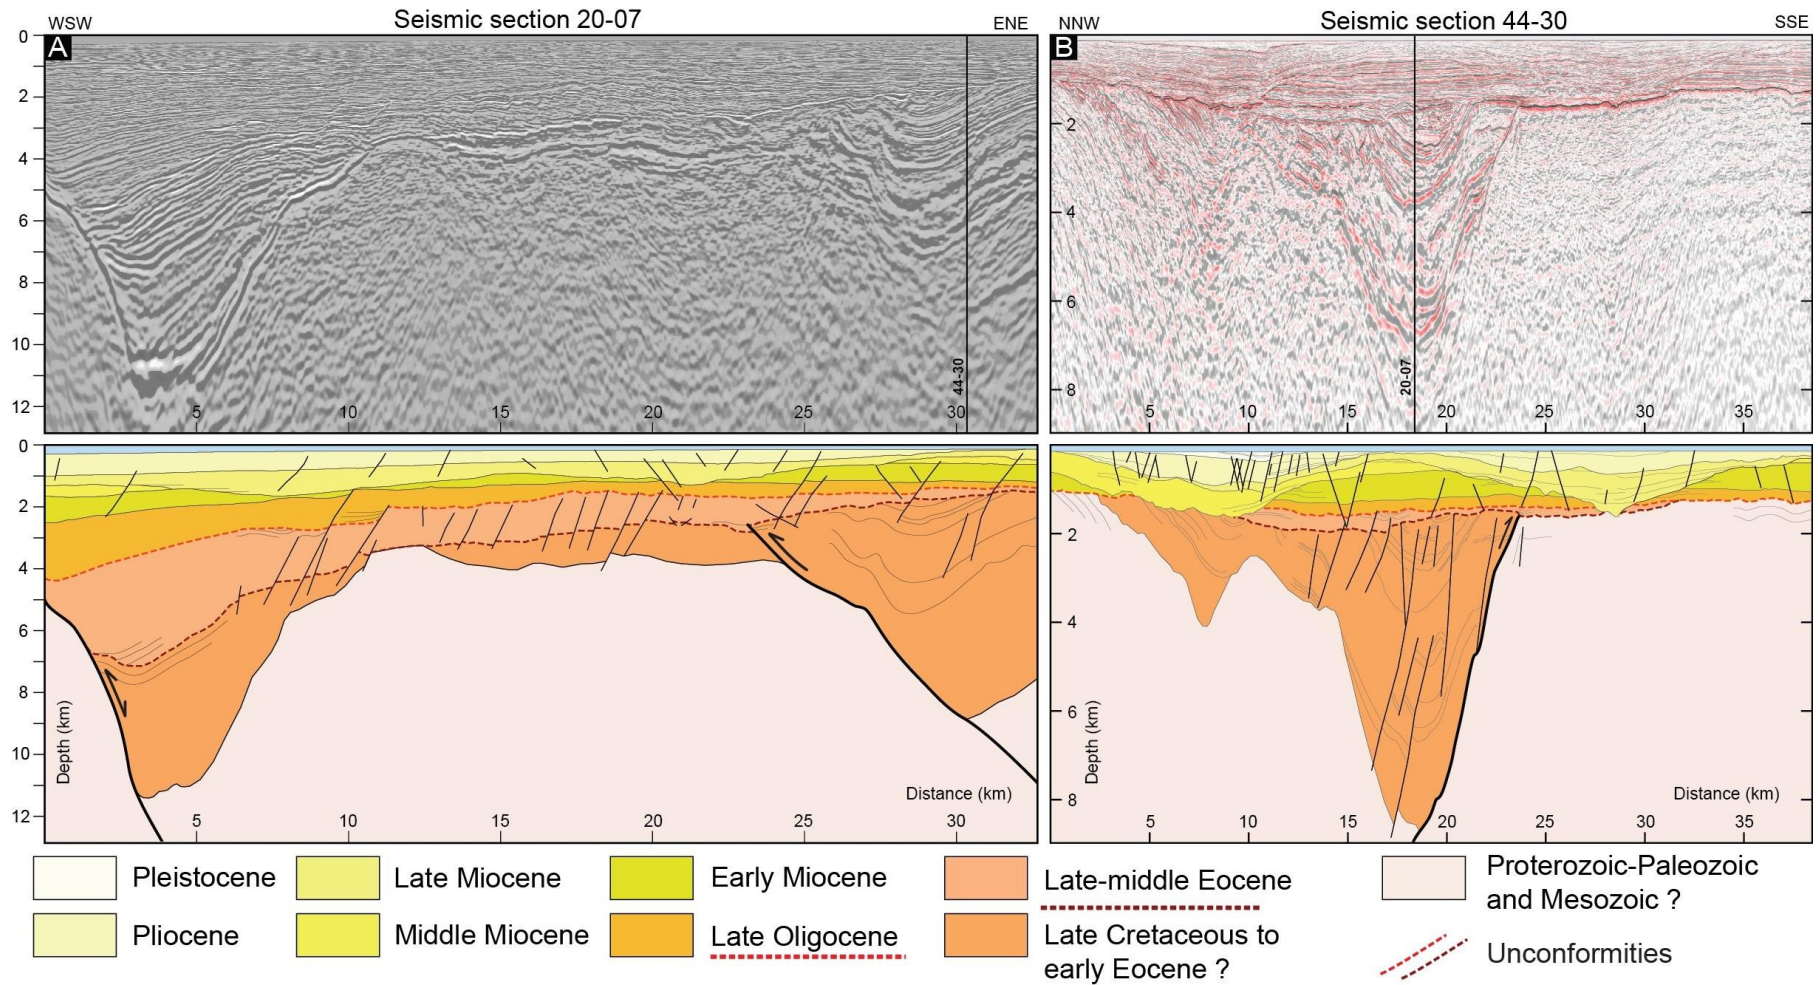 WSW
Seismic section 20-07
ENE
NNW
Seismic section 44-30
SSE
A
B
0
2
4
6
8
10
12
5
10
15
20
25
30
44-30
2
4
6
8
5
10
15
20
25
30
35
20-07
0
2
4
6
8
10
12
Depth (km)
Distance (km)
5
10
15
20
25
30
2
4
6
8
Depth (km)
Distance (km)
5
10
15
20
25
30
35
Pleistocene
Late Miocene
Early Miocene
Late-middle Eocene
Proterozoic-Paleozoic
and Mesozoic ?
Pliocene
Middle Miocene
Late Oligocene
Late Cretaceous to
early Eocene ?
Unconformities